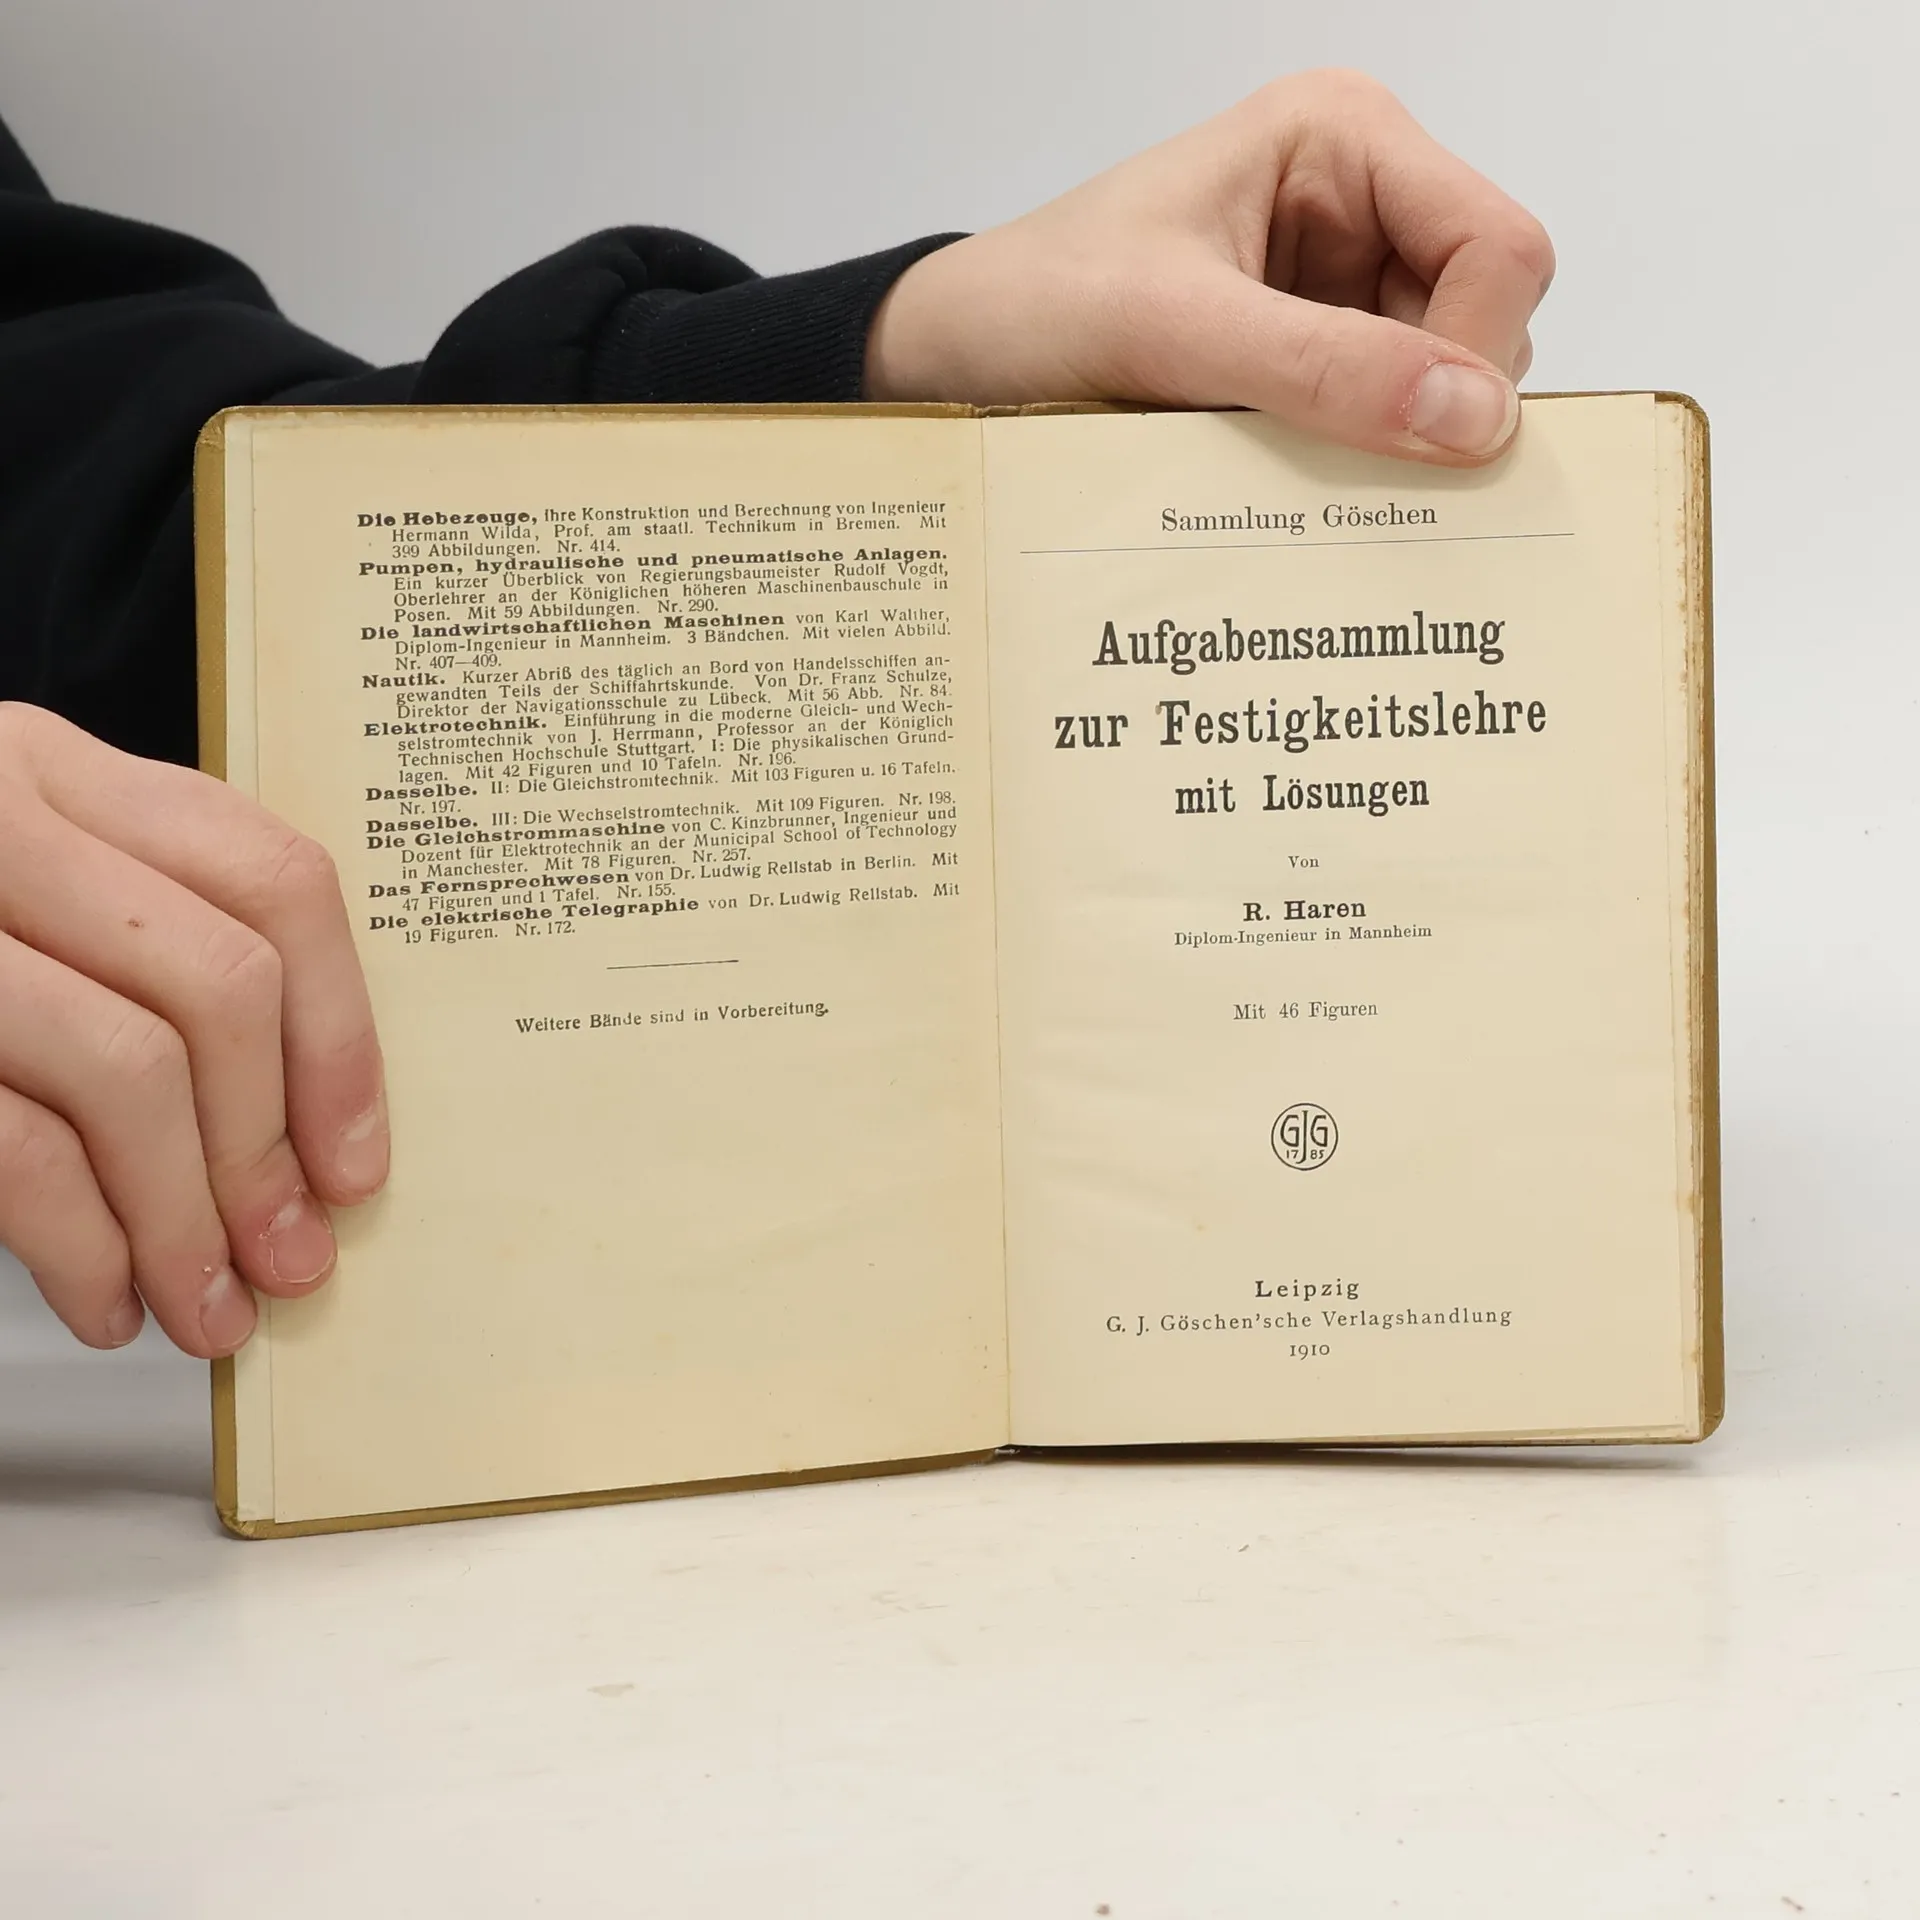 Die Hebezeuge, ihre Konstruktion und Berechnung von Ingenieur
Hermann Wilda, Prof. am staatl. Technikum in Bremen. Mit
399 Abbildungen. Nr. 414.
Pumpen, hydraulische und pneumatische Anlagen.
Ein kurzer Überblick von Regierungsbaumeister Rudolf Vogdt,
Oberlehrer an der Königlichen höheren Maschinenbauschule in
Posen. Mit 59 Abbildungen. Nr. 290.
Die landwirtschaftlichen Maschinen von Karl Walther,
Diplom-Ingenieur in Mannheim. 3 Bändchen. Mit vielen Abbild.
Nr. 407—409.
Nautik. Kurzer Abriß des täglich an Bord von Handelsschiffen an-
gewandten Teils der Schiffahrtskunde. Von Dr. Franz Schulze,
Direktor der Navigationsschule zu Lübeck. Mit 56 Abb. Nr. 84.
Elektrotechnik. Einführung in die moderne Gleich- und Wech-
selstromtechnik von J. Herrmann, Professor an der Königlich
Technischen Hochschule Stuttgart. I: Die physikalischen Grund-
lagen. Mit 42 Figuren und 10 Tafeln. Nr. 196.
Dasselbe. II: Die Gleichstromtechnik. Mit 103 Figuren u. 16 Tafeln.
Nr. 197.
Dasselbe. III: Die Wechselstromtechnik. Mit 109 Figuren. Nr. 198.
Die Gleichstrommaschine von C. Kinzbrunner, Ingenieur und
Dozent für Elektrotechnik an der Municipal School of Technology
in Manchester. Mit 78 Figuren. Nr. 257.
Das Fernsprechwesen von Dr. Ludwig Rellstab in Berlin. Mit
47 Figuren und 1 Tafel. Nr. 155.
Die elektrische Telegraphie von Dr. Ludwig Rellstab. Mit
19 Figuren. Nr. 172.
Weitere Bände sind in Vorbereitung.
Sammlung Göschen
Aufgabensammlung
zur Festigkeitslehre
mit Lösungen
Von
R. Haren
Diplom-Ingenieur in Mannheim
Mit 46 Figuren
GJG
17 85
Leipzig
G. J. Göschen'sche Verlagshandlung
1910